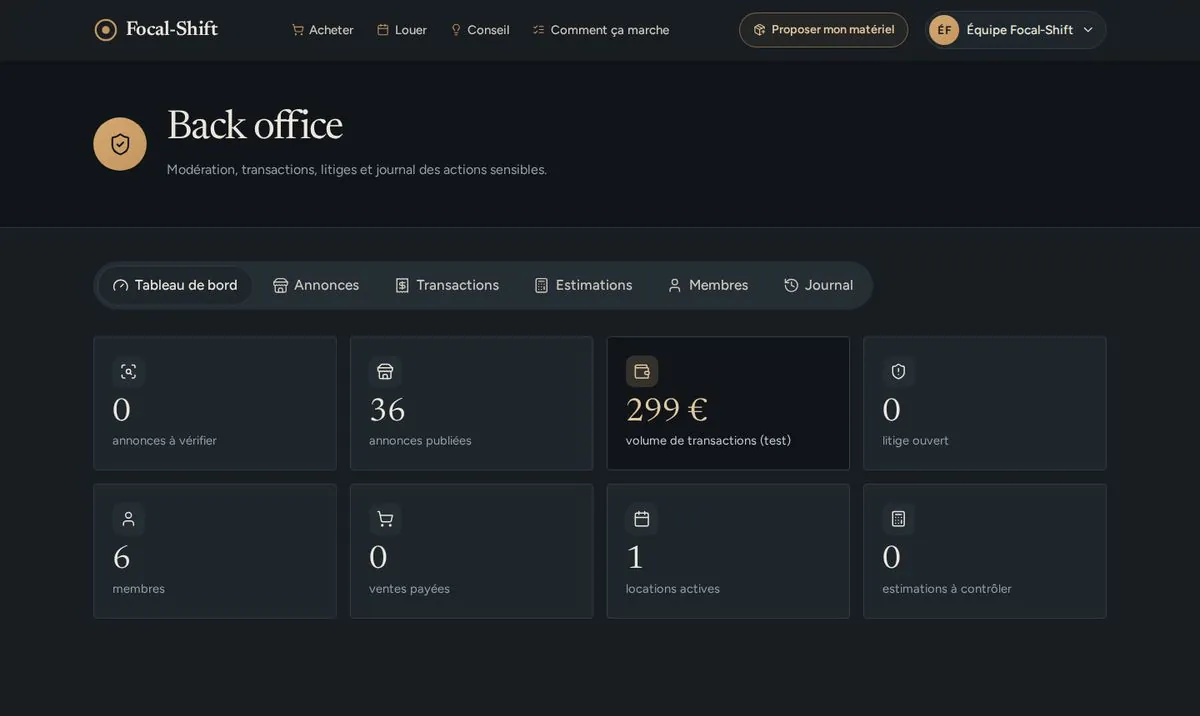 Focal-Shift
Acheter
Louer
Conseil
Comment ça marche
Proposer mon matériel
ÉF
Équipe Focal-Shift
Back office
Modération, transactions, litiges et journal des actions sensibles.
Tableau de bord
Annonces
Transactions
Estimations
Membres
Journal
0
annonces à vérifier
36
annonces publiées
299 €
volume de transactions (test)
0
litige ouvert
6
membres
0
ventes payées
1
locations actives
0
estimations à contrôler